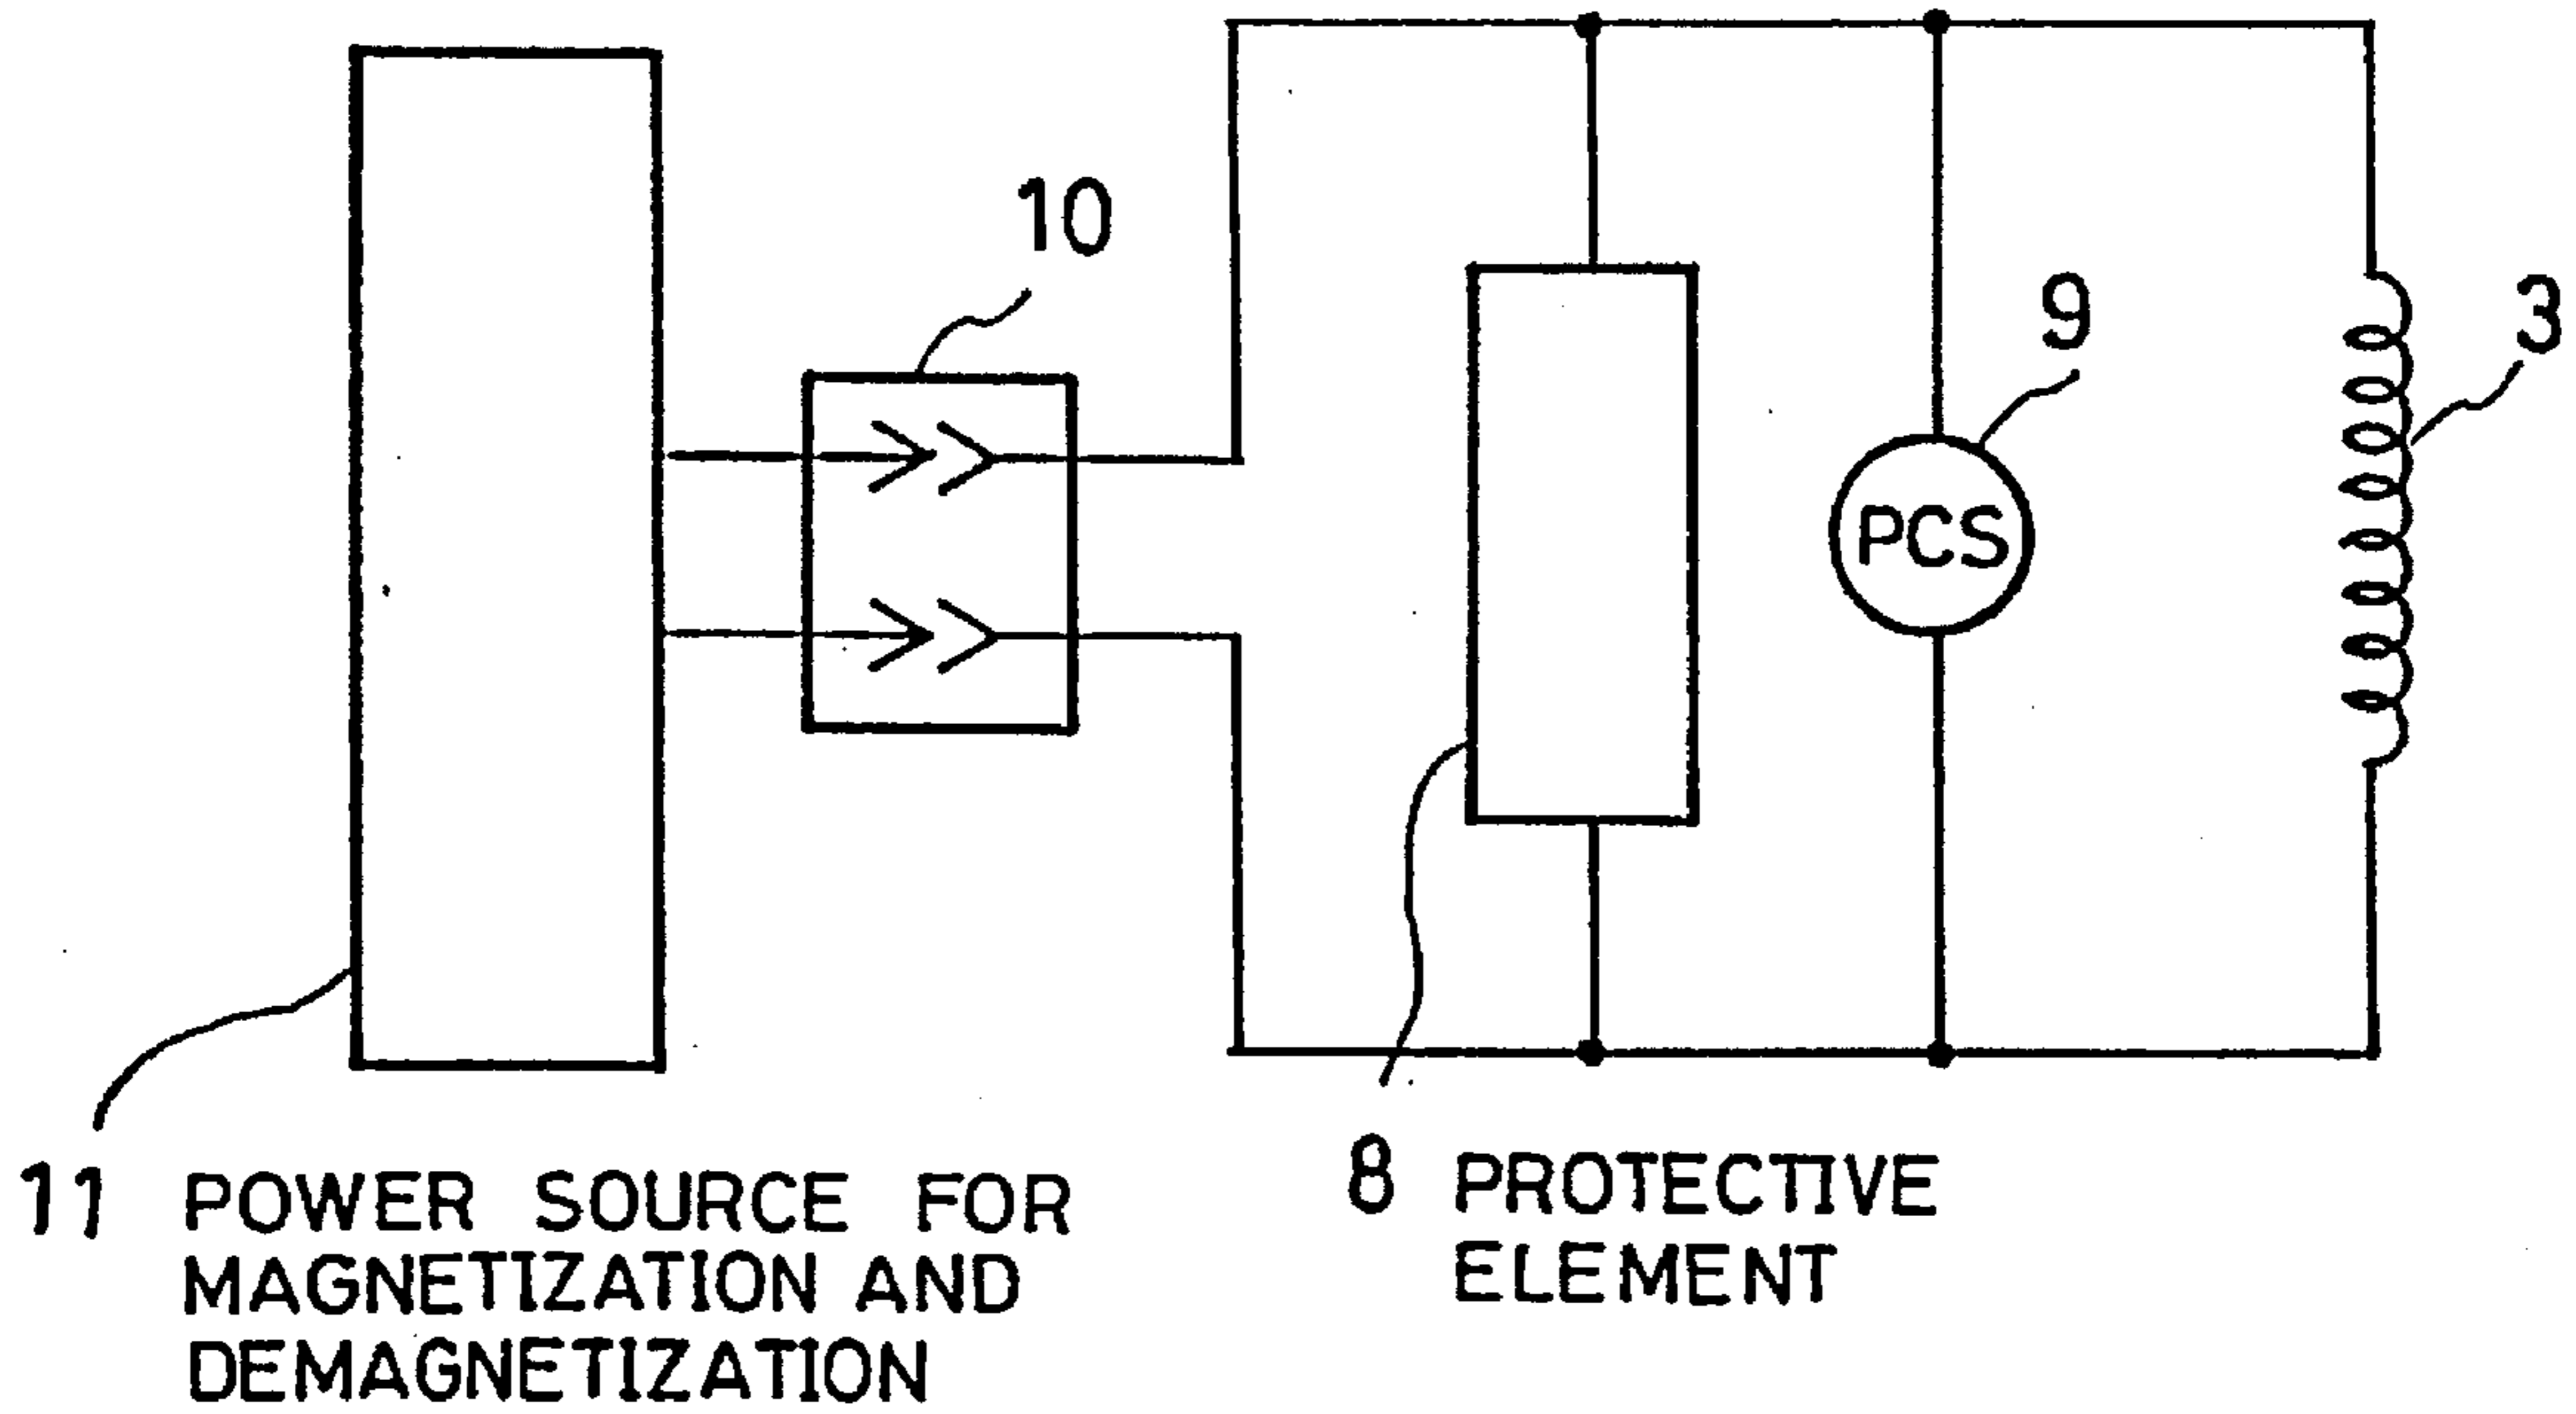 10
9
3
PCS
11 POWER SOURCE FOR
MAGNETIZATION AND
DEMAGNETIZATION
8 PROTECTIVE
ELEMENT